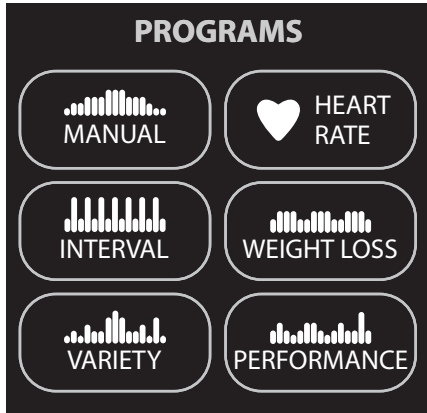 PROGRAMS
MANUAL
HEART
RATE
INTERVAL
WEIGHT LOSS
VARIETY
PERFORMANCE